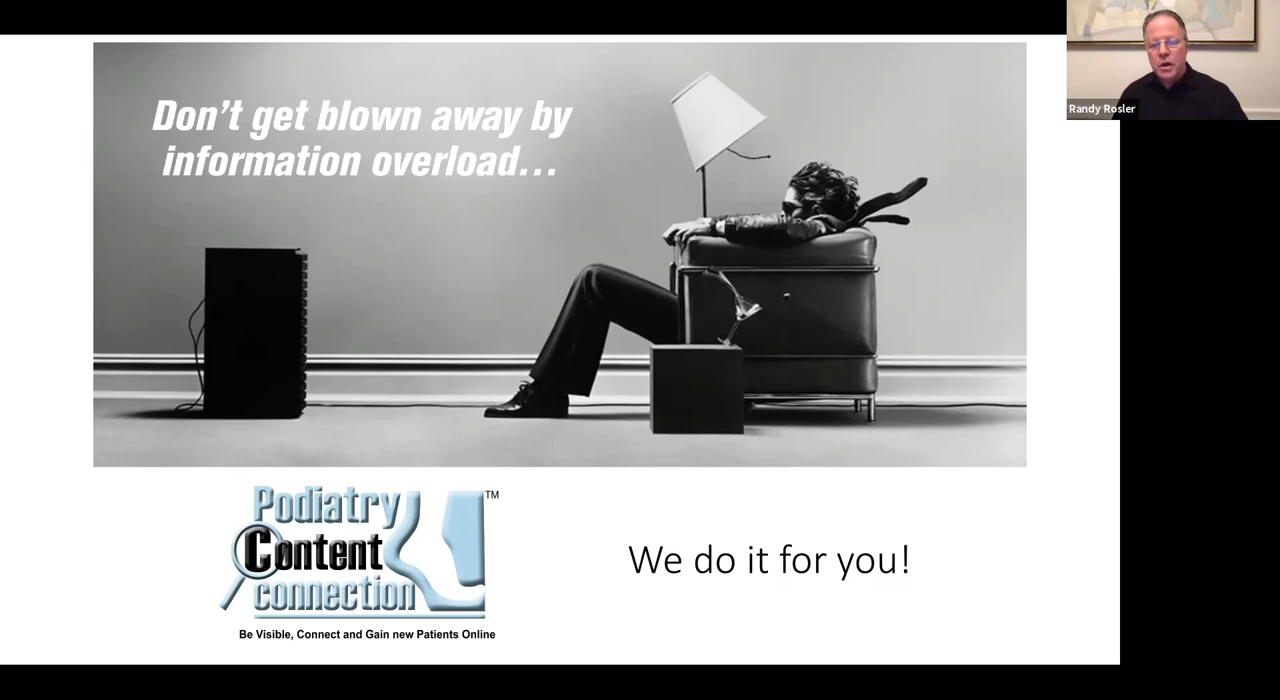 Don't get blown away by
information overload...
Randy Rosler
Podiatry
Content
connection
TM
Be Visible, Connect and Gain new Patients Online
We do it for you!